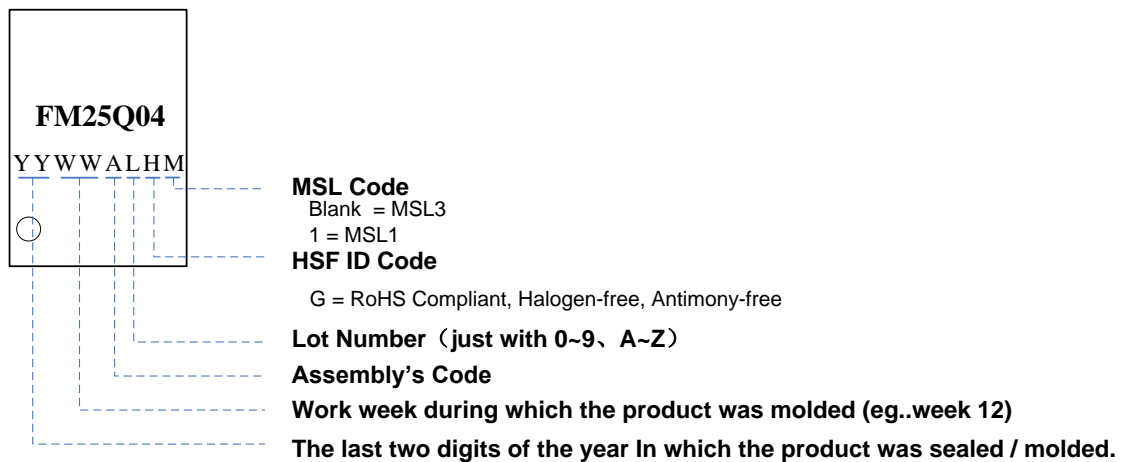 FM25Q04
YYWWALHM
MSL Code
Blank = MSL3
1 = MSL1
HSF ID Code
G = RoHS Compliant, Halogen-free, Antimony-free
Lot Number（just with 0~9、A~Z）
Assembly’s Code
Work week during which the product was molded (eg..week 12)
The last two digits of the year In which the product was sealed / molded.